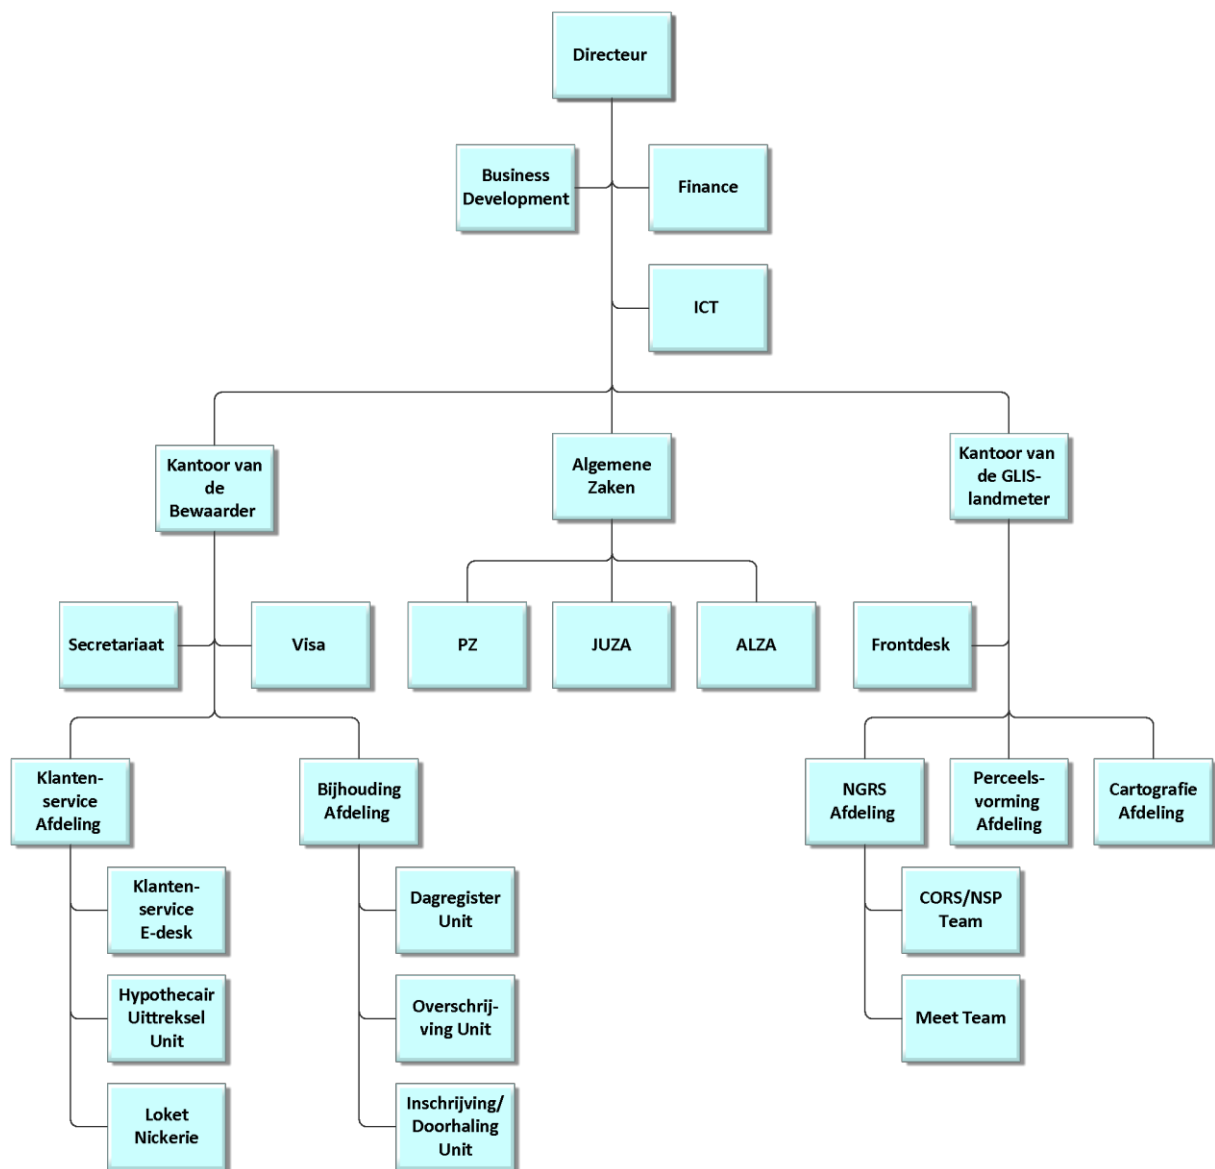 Directeur
Business
Development
Finance
ICT
Kantoor van
de
Bewaarder
Algemene
Zaken
Kantoor van
de GLIS-
landmeter
Secretariaat
Visa
PZ
JUZA
ALZA
Frontdesk
Klanten-
service
Afdeling
Bijhouding
Afdeling
NGRS
Afdeling
Perceels-
vorming
Afdeling
Cartografie
Afdeling
Klanten-
service
E-desk
Dagregister
Unit
CORS/NSP
Team
Hypothecair
Uittreksel
Unit
Overschrij-
ving Unit
Meet Team
Loket
Nickerie
Inschrijving/
Doorhaling
Unit